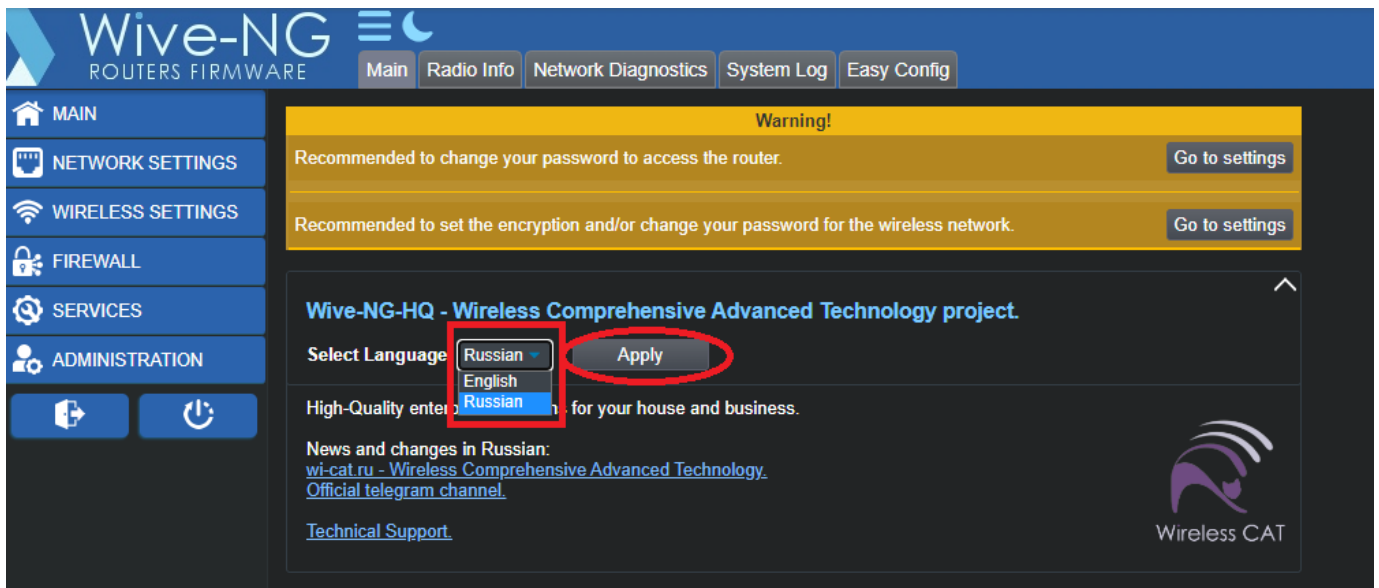 Wive-NG
ROUTERS FIRMWARE
Main Radio Info Network Diagnostics System Log Easy Config
MAIN
NETWORK SETTINGS
WIRELESS SETTINGS
FIREWALL
SERVICES
ADMINISTRATION
Warning!
Recommended to change your password to access the router. Go to settings
Recommended to set the encryption and/or change your password for the wireless network. Go to settings
Wive-NG-HQ - Wireless Comprehensive Advanced Technology project.
Select Language Russian Apply
English
Russian
High-Quality for your house and business.
News and changes in Russian:
wi-cat.ru - Wireless Comprehensive Advanced Technology.
Official telegram channel.
Technical Support.
Wireless CAT